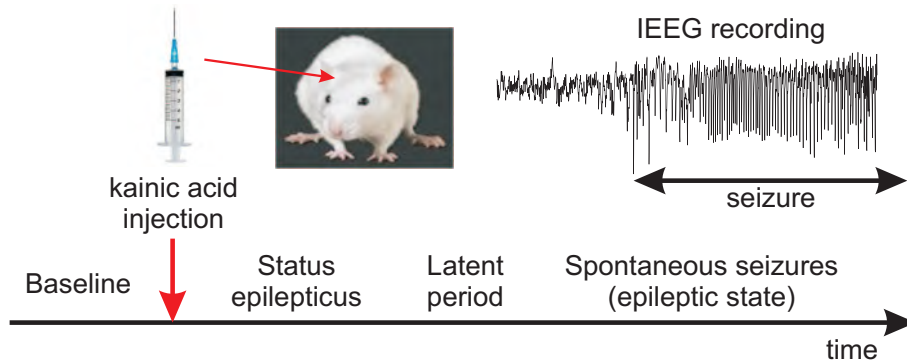 IEEG recording
kainic acid
injection
seizure
Baseline
Status
epilepticus
Latent
period
Spontaneous seizures
(epileptic state)
time